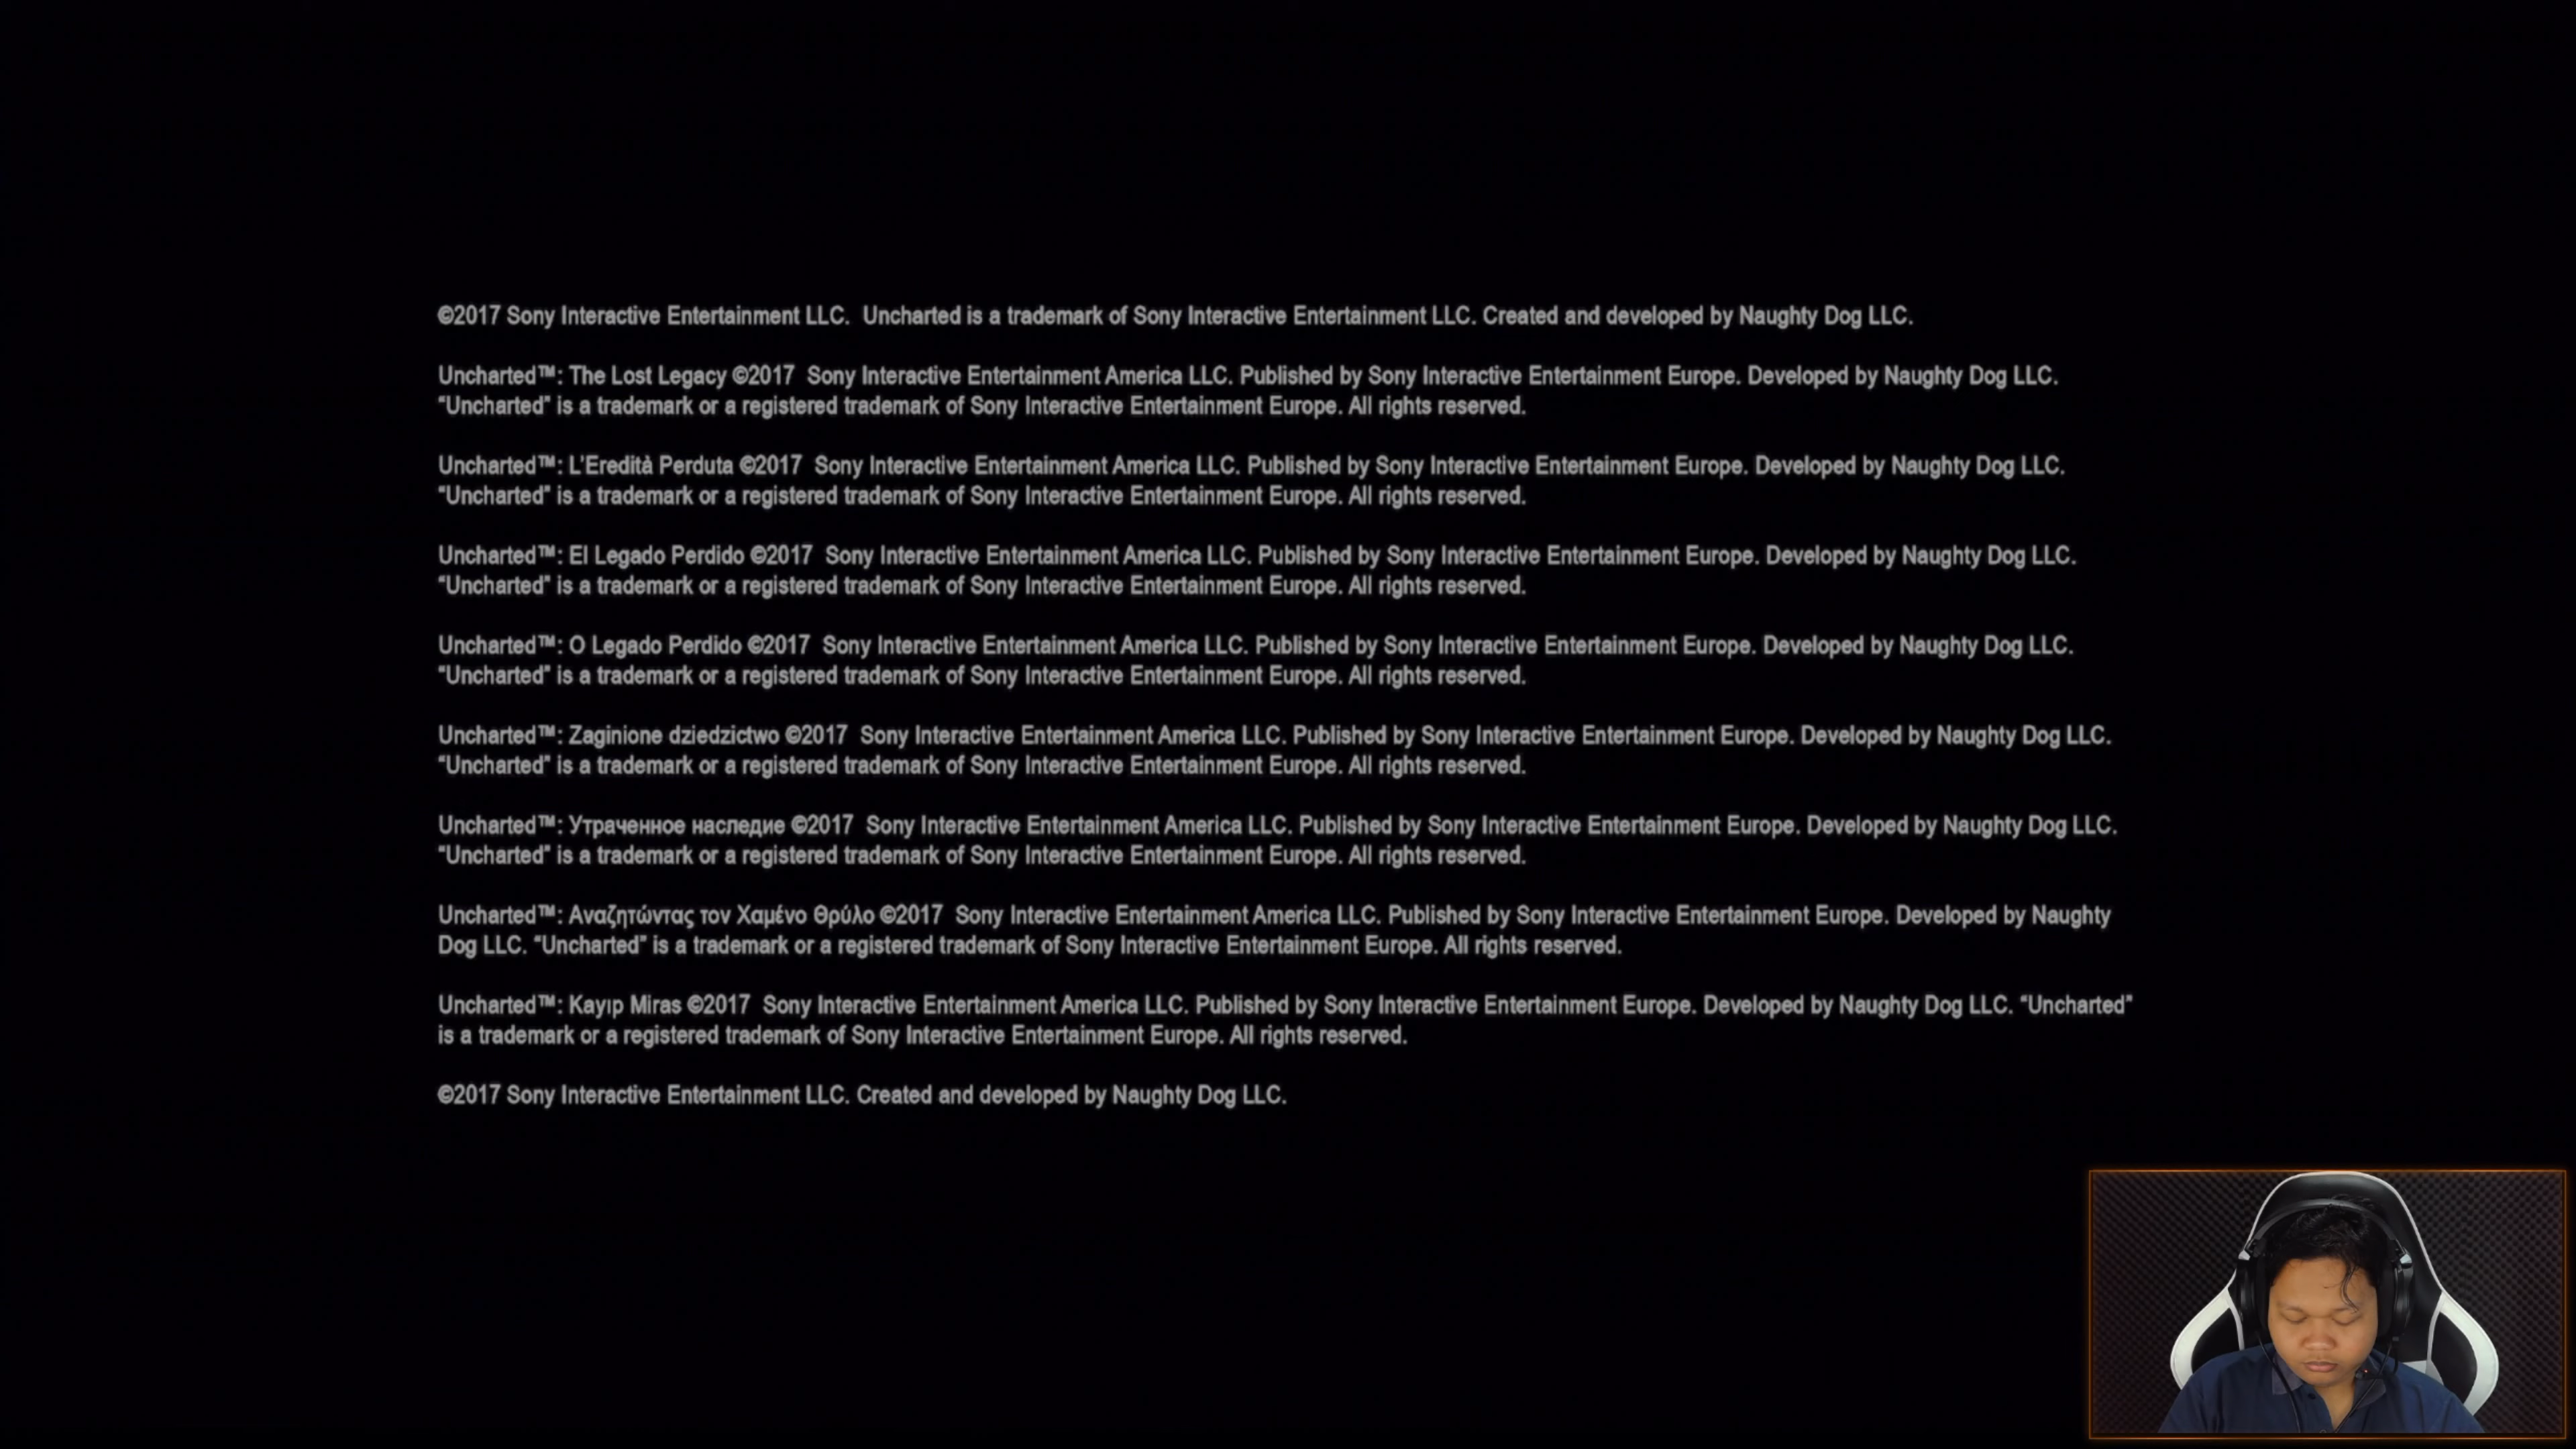 ©2017 Sony Interactive Entertainment LLC.  Uncharted is a trademark of Sony Interactive Entertainment LLC. Created and developed by Naughty Dog LLC.
Uncharted™: The Lost Legacy ©2017  Sony Interactive Entertainment America LLC. Published by Sony Interactive Entertainment Europe. Developed by Naughty Dog LLC.
“Uncharted” is a trademark or a registered trademark of Sony Interactive Entertainment Europe. All rights reserved.
Uncharted™: L’Eredità Perduta ©2017  Sony Interactive Entertainment America LLC. Published by Sony Interactive Entertainment Europe. Developed by Naughty Dog LLC.
“Uncharted” is a trademark or a registered trademark of Sony Interactive Entertainment Europe. All rights reserved.
Uncharted™: El Legado Perdido ©2017  Sony Interactive Entertainment America LLC. Published by Sony Interactive Entertainment Europe. Developed by Naughty Dog LLC.
“Uncharted” is a trademark or a registered trademark of Sony Interactive Entertainment Europe. All rights reserved.
Uncharted™: O Legado Perdido ©2017  Sony Interactive Entertainment America LLC. Published by Sony Interactive Entertainment Europe. Developed by Naughty Dog LLC.
“Uncharted” is a trademark or a registered trademark of Sony Interactive Entertainment Europe. All rights reserved.
Uncharted™: Zaginione dziedzictwo ©2017  Sony Interactive Entertainment America LLC. Published by Sony Interactive Entertainment Europe. Developed by Naughty Dog LLC.
“Uncharted” is a trademark or a registered trademark of Sony Interactive Entertainment Europe. All rights reserved.
Uncharted™: Утраченное наследие ©2017  Sony Interactive Entertainment America LLC. Published by Sony Interactive Entertainment Europe. Developed by Naughty Dog LLC.
“Uncharted” is a trademark or a registered trademark of Sony Interactive Entertainment Europe. All rights reserved.
Uncharted™: Αναζητώντας τον Χαμένο Θρύλο ©2017  Sony Interactive Entertainment America LLC. Published by Sony Interactive Entertainment Europe. Developed by Naughty
Dog LLC. “Uncharted” is a trademark or a registered trademark of Sony Interactive Entertainment Europe. All rights reserved.
Uncharted™: Kayıp Miras ©2017  Sony Interactive Entertainment America LLC. Published by Sony Interactive Entertainment Europe. Developed by Naughty Dog LLC. “Uncharted”
is a trademark or a registered trademark of Sony Interactive Entertainment Europe. All rights reserved.
©2017 Sony Interactive Entertainment LLC. Created and developed by Naughty Dog LLC.